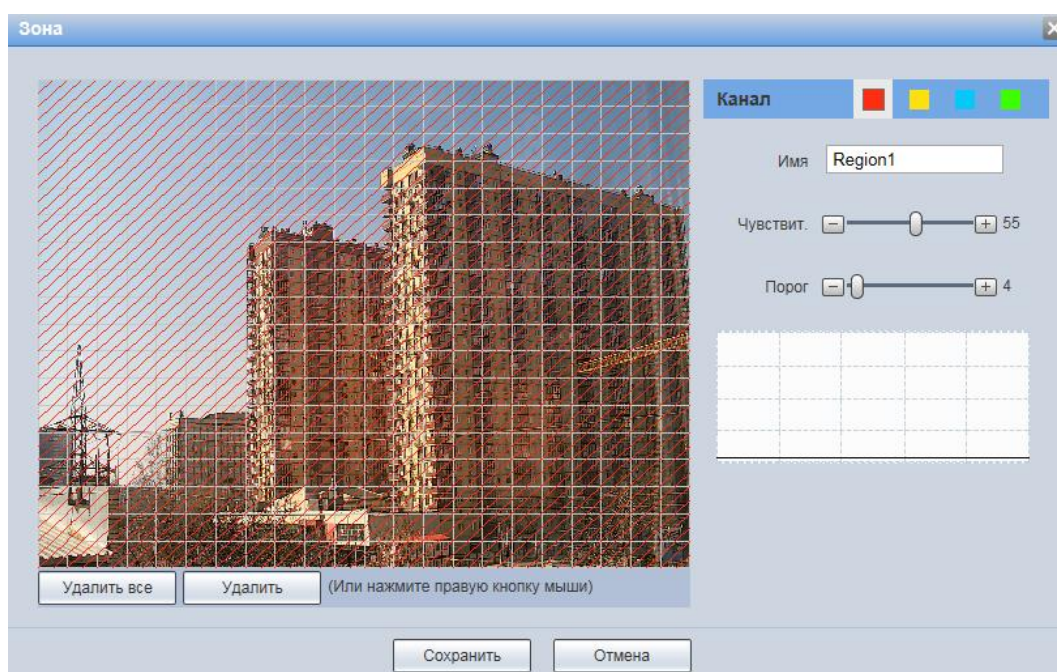 Зона
Канал
Имя Region1
Чувствит. 55
Порог 4
Удалить все Удалить (Или нажмите правую кнопку мыши)
Сохранить Отмена